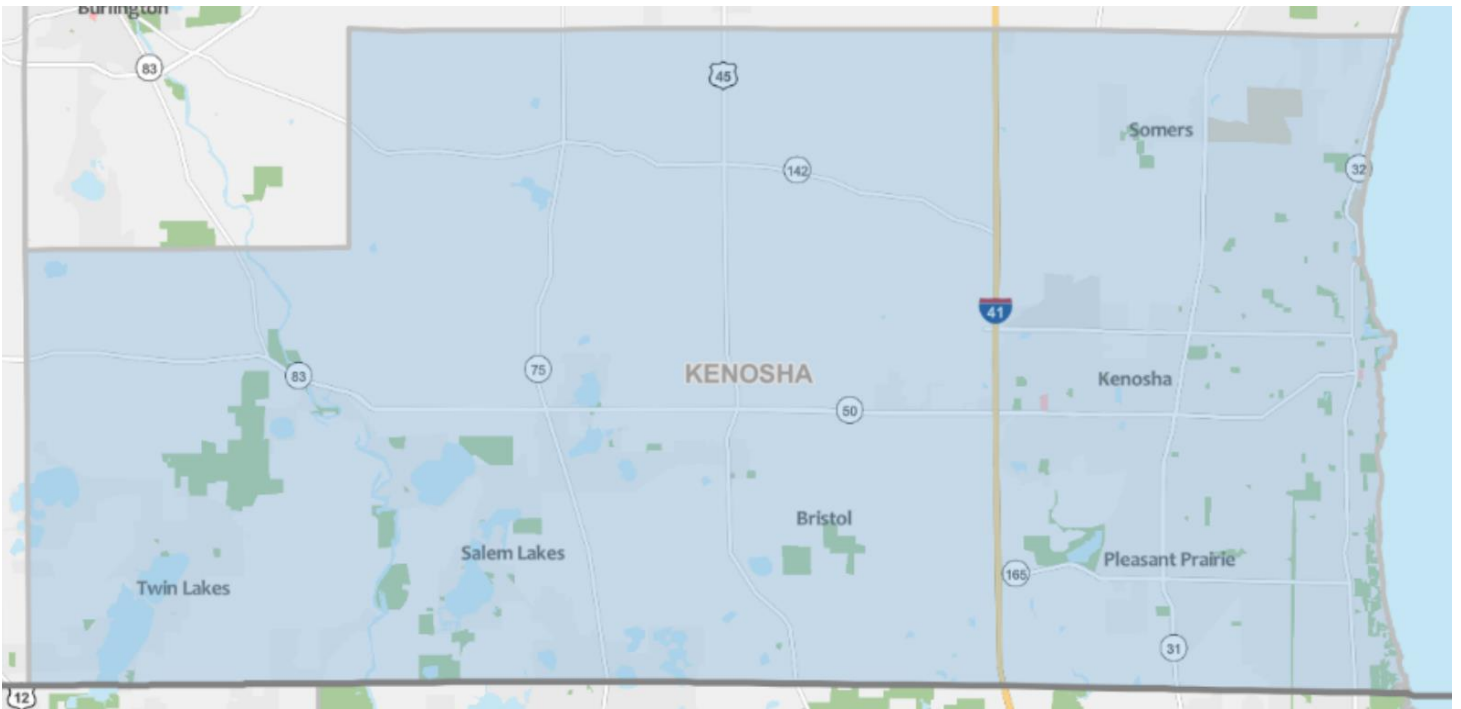 Burlington
83
45
Somers
142
32
41
KENOSHA
75
83
Kenosha
50
Bristol
Salem Lakes
Pleasant Prairie
165
Twin Lakes
31
12